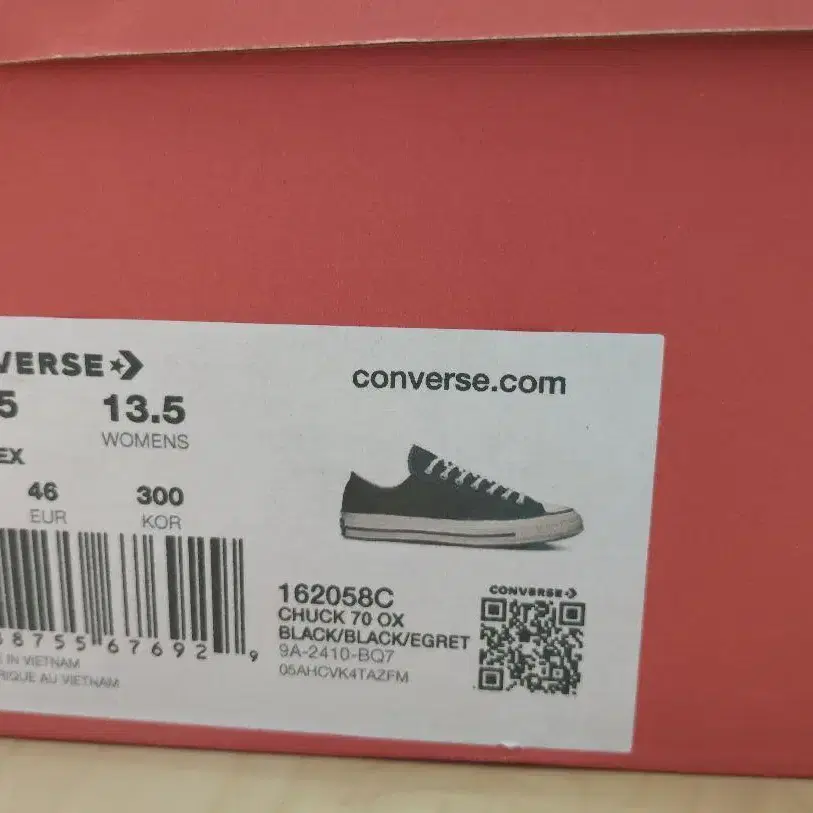 VERSE
converse.com
5 13.5
WOMENS
EX
46 300
EUR KOR
88755 67692 9
162058C
CHUCK 70 OX
BLACK/BLACK/EGRET
9A-2410-BQ7
05AHCVK4TAZFM
CONVERSE
IN VIETNAM
RIQUE AU VIETNAM